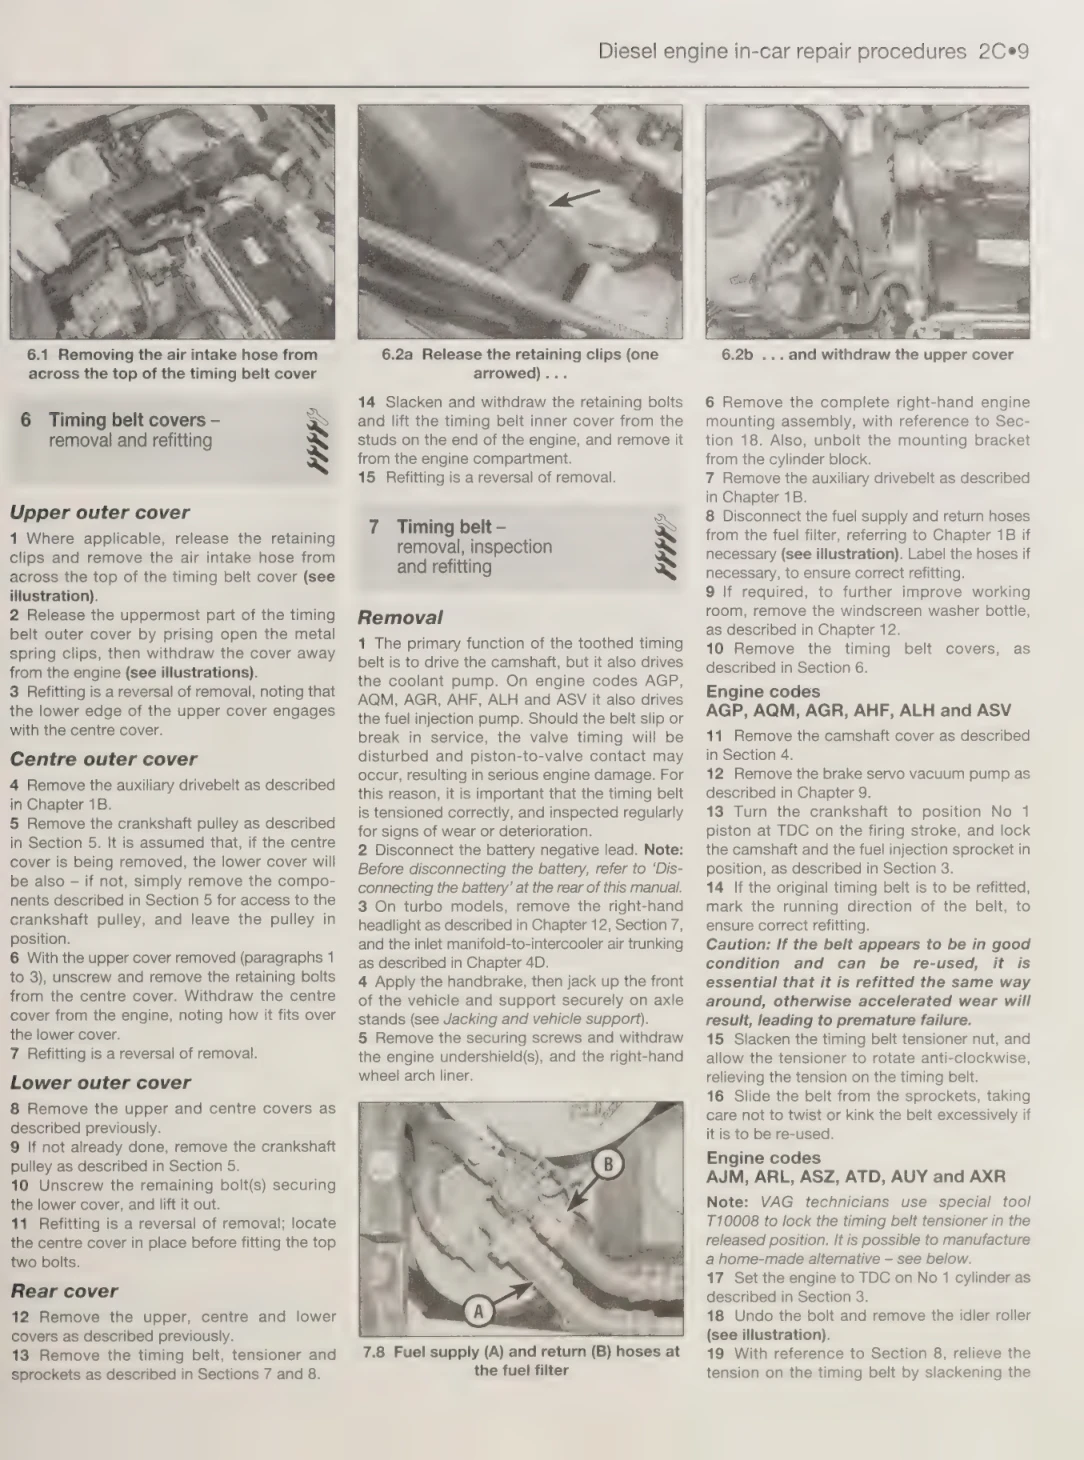 Diesel engine in-car repair procedures 2C•9
6.1 Removing the air intake hose from
across the top of the timing belt cover
6.2a Release the retaining clips (one
arrowed) . . .
6.2b . . . and withdraw the upper cover
6 Timing belt covers –
removal and refitting
Upper outer cover
1 Where applicable, release the retaining
clips and remove the air intake hose from
across the top of the timing belt cover (see
illustration).
2 Release the uppermost part of the timing
belt outer cover by prising open the metal
spring clips, then withdraw the cover away
from the engine (see illustrations).
3 Refitting is a reversal of removal, noting that
the lower edge of the upper cover engages
with the centre cover.
Centre outer cover
4 Remove the auxiliary drivebelt as described
in Chapter 1B.
5 Remove the crankshaft pulley as described
in Section 5. It is assumed that, if the centre
cover is being removed, the lower cover will
be also – if not, simply remove the compo-
nents described in Section 5 for access to the
crankshaft pulley, and leave the pulley in
position.
6 With the upper cover removed (paragraphs 1
to 3), unscrew and remove the retaining bolts
from the centre cover. Withdraw the centre
cover from the engine, noting how it fits over
the lower cover.
7 Refitting is a reversal of removal.
Lower outer cover
8 Remove the upper and centre covers as
described previously.
9 If not already done, remove the crankshaft
pulley as described in Section 5.
10 Unscrew the remaining bolt(s) securing
the lower cover, and lift it out.
11 Refitting is a reversal of removal; locate
the centre cover in place before fitting the top
two bolts.
Rear cover
12 Remove the upper, centre and lower
covers as described previously.
13 Remove the timing belt, tensioner and
sprockets as described in Sections 7 and 8.
14 Slacken and withdraw the retaining bolts
and lift the timing belt inner cover from the
studs on the end of the engine, and remove it
from the engine compartment.
15 Refitting is a reversal of removal.
7 Timing belt –
removal, inspection
and refitting
Removal
1 The primary function of the toothed timing
belt is to drive the camshaft, but it also drives
the coolant pump. On engine codes AGP,
AQM, AGR, AHF, ALH and ASV it also drives
the fuel injection pump. Should the belt slip or
break in service, the valve timing will be
disturbed and piston-to-valve contact may
occur, resulting in serious engine damage. For
this reason, it is important that the timing belt
is tensioned correctly, and inspected regularly
for signs of wear or deterioration.
2 Disconnect the battery negative lead. Note:
Before disconnecting the battery, refer to 'Dis-
connecting the battery' at the rear of this manual.
3 On turbo models, remove the right-hand
headlight as described in Chapter 12, Section 7,
and the inlet manifold-to-intercooler air trunking
as described in Chapter 4D.
4 Apply the handbrake, then jack up the front
of the vehicle and support securely on axle
stands (see Jacking and vehicle support).
5 Remove the securing screws and withdraw
the engine undershield(s), and the right-hand
wheel arch liner.
B
A
7.8 Fuel supply (A) and return (B) hoses at
the fuel filter
6 Remove the complete right-hand engine
mounting assembly, with reference to Sec-
tion 18. Also, unbolt the mounting bracket
from the cylinder block.
7 Remove the auxiliary drivebelt as described
in Chapter 1B.
8 Disconnect the fuel supply and return hoses
from the fuel filter, referring to Chapter 1B if
necessary (see illustration). Label the hoses if
necessary, to ensure correct refitting.
9 If required, to further improve working
room, remove the windscreen washer bottle,
as described in Chapter 12.
10 Remove the timing belt covers, as
described in Section 6.
Engine codes
AGP, AQM, AGR, AHF, ALH and ASV
11 Remove the camshaft cover as described
in Section 4.
12 Remove the brake servo vacuum pump as
described in Chapter 9.
13 Turn the crankshaft to position No 1
piston at TDC on the firing stroke, and lock
the camshaft and the fuel injection sprocket in
position, as described in Section 3.
14 If the original timing belt is to be refitted,
mark the running direction of the belt, to
ensure correct refitting.
Caution: If the belt appears to be in good
condition and can be re-used, it is
essential that it is refitted the same way
around, otherwise accelerated wear will
result, leading to premature failure.
15 Slacken the timing belt tensioner nut, and
allow the tensioner to rotate anti-clockwise,
relieving the tension on the timing belt.
16 Slide the belt from the sprockets, taking
care not to twist or kink the belt excessively if
it is to be re-used.
Engine codes
AJM, ARL, ASZ, ATD, AUY and AXR
Note: VAG technicians use special tool
T10008 to lock the timing belt tensioner in the
released position. It is possible to manufacture
a home-made alternative – see below.
17 Set the engine to TDC on No 1 cylinder as
described in Section 3.
18 Undo the bolt and remove the idler roller
(see illustration).
19 With reference to Section 8, relieve the
tension on the timing belt by slackening the